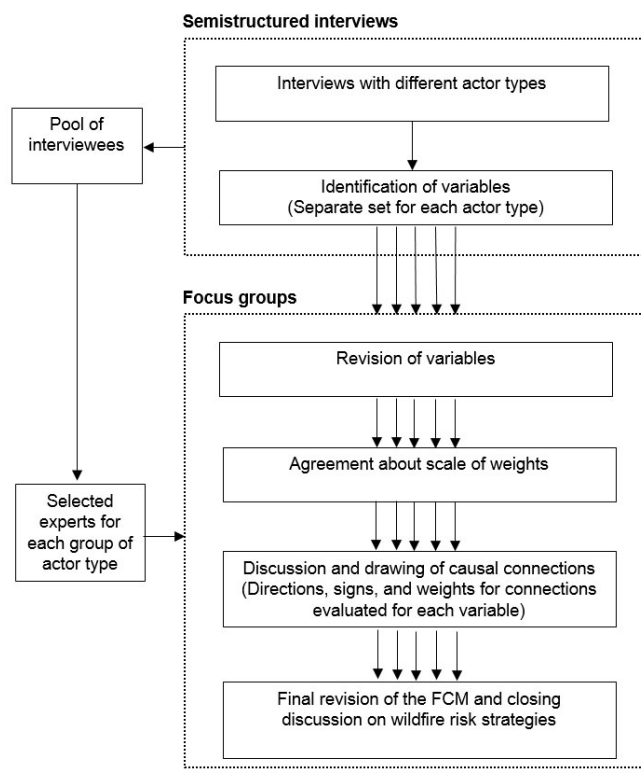 Semistructured interviews
Interviews with different actor types
Pool of
interviewees
Identification of variables
(Separate set for each actor type)
Focus groups
Revision of variables
Agreement about scale of weights
Selected
experts for
each group of
actor type
Discussion and drawing of causal connections
(Directions, signs, and weights for connections
evaluated for each variable)
Final revision of the FCM and closing
discussion on wildfire risk strategies